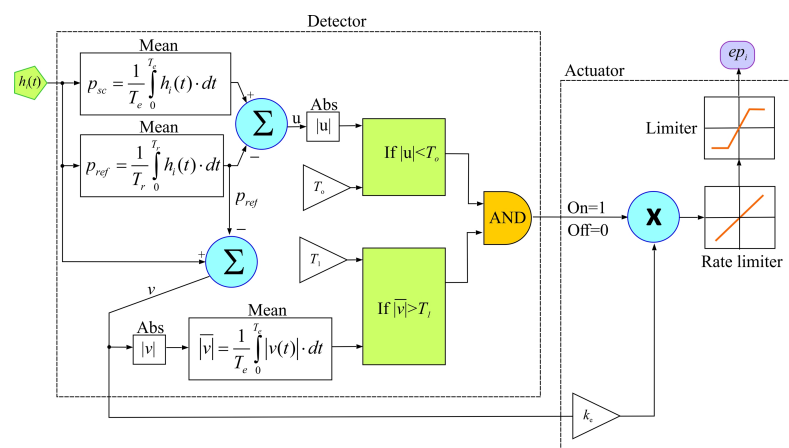 Detector
Mean
h_i(t)
p_sc = 1/T_e ∫_0^{T_e} h_i(t)·dt
+
Σ
−
u
Abs
|u|
If |u|<T_o
Mean
p_ref = 1/T_r ∫_0^{T_r} h_i(t)·dt
p_ref
T_o
AND
−
+
Σ
v
T_1
If |v̅|>T_l
Abs
|v|
Mean
|v̅| = 1/T_e ∫_0^{T_e} |v(t)|·dt
ep_i
Actuator
Limiter
On=1
Off=0
X
Rate limiter
k_e